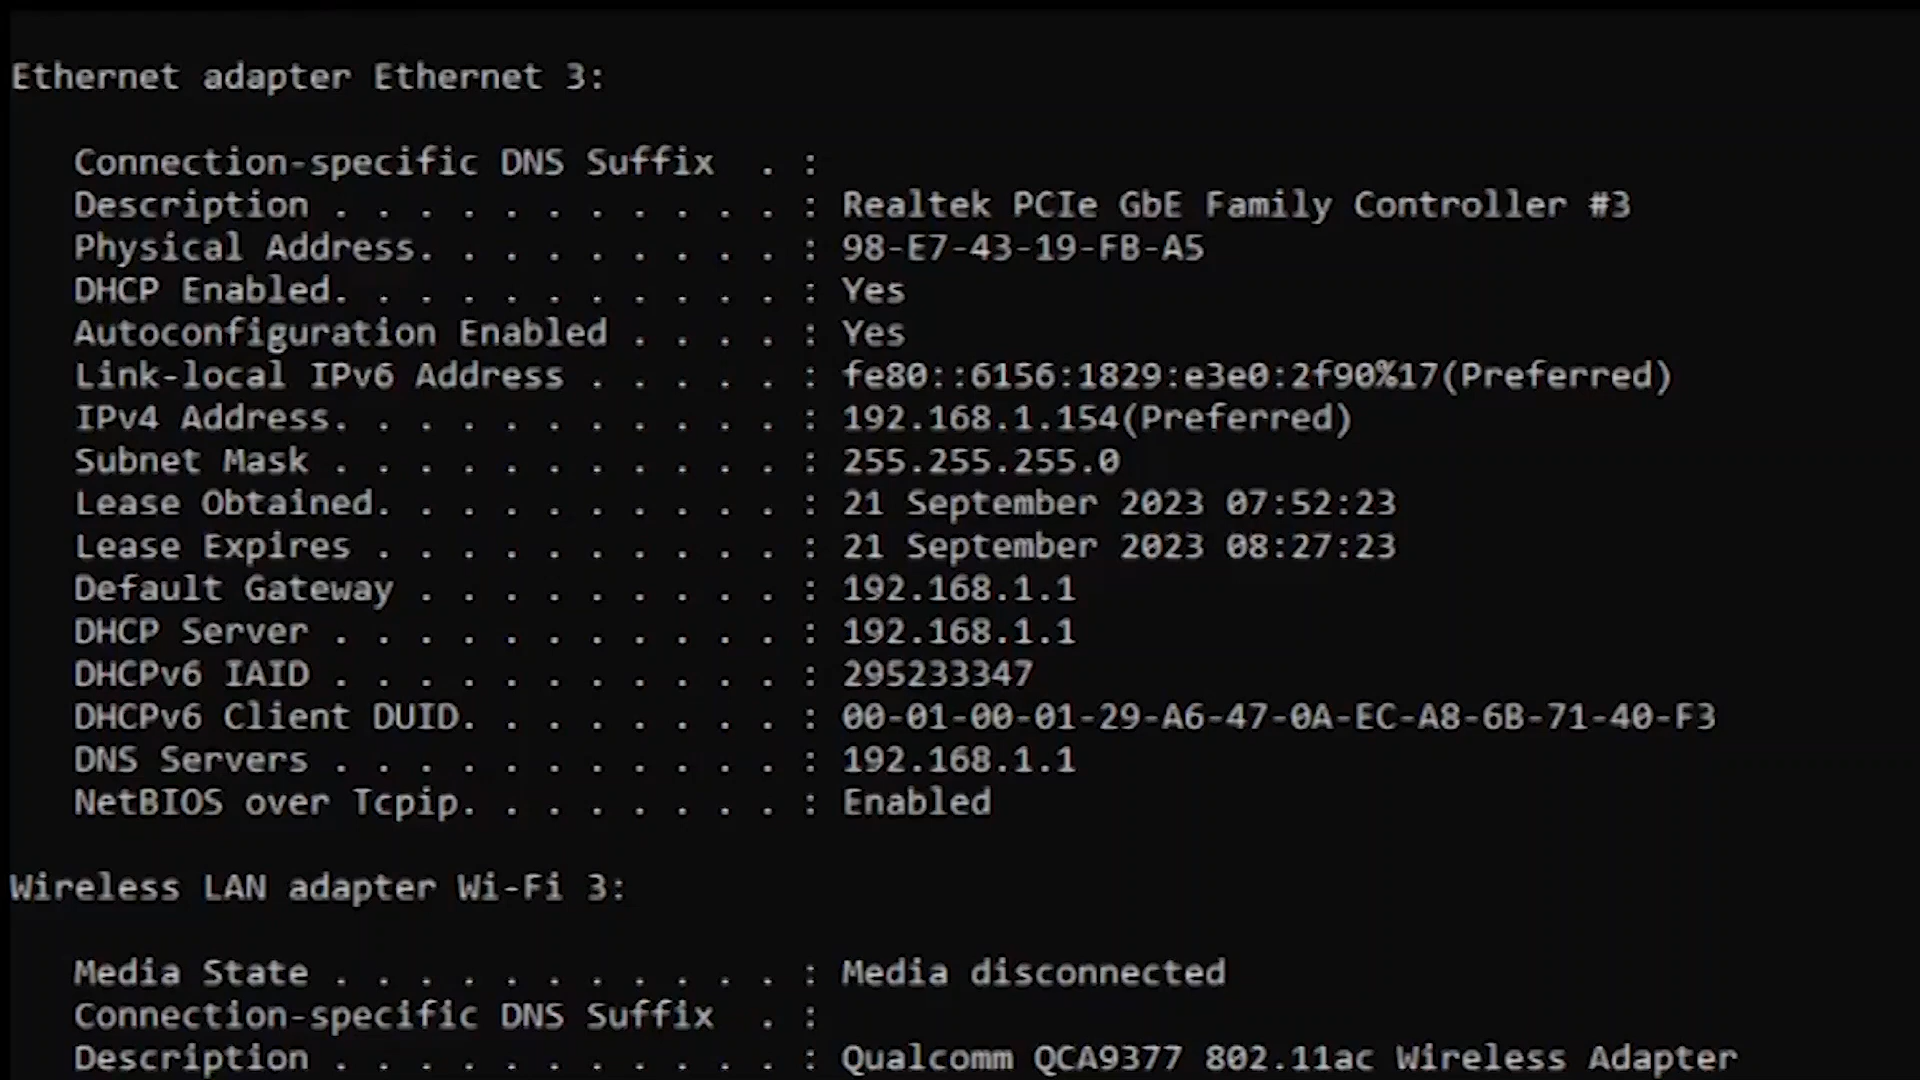 Ethernet adapter Ethernet 3:
Connection-specific DNS Suffix  . :
Description . . . . . . . . . . . : Realtek PCIe GbE Family Controller #3
Physical Address. . . . . . . . . : 98-E7-43-19-FB-A5
DHCP Enabled. . . . . . . . . . . : Yes
Autoconfiguration Enabled . . . . : Yes
Link-local IPv6 Address . . . . . : fe80::6156:1829:e3e0:2f90%17(Preferred)
IPv4 Address. . . . . . . . . . . : 192.168.1.154(Preferred)
Subnet Mask . . . . . . . . . . . : 255.255.255.0
Lease Obtained. . . . . . . . . . : 21 September 2023 07:52:23
Lease Expires . . . . . . . . . . : 21 September 2023 08:27:23
Default Gateway . . . . . . . . . : 192.168.1.1
DHCP Server . . . . . . . . . . . : 192.168.1.1
DHCPv6 IAID . . . . . . . . . . . : 295233347
DHCPv6 Client DUID. . . . . . . . : 00-01-00-01-29-A6-47-0A-EC-A8-6B-71-40-F3
DNS Servers . . . . . . . . . . . : 192.168.1.1
NetBIOS over Tcpip. . . . . . . . : Enabled
Wireless LAN adapter Wi-Fi 3:
Media State . . . . . . . . . . . : Media disconnected
Connection-specific DNS Suffix  . :
Description . . . . . . . . . . . : Qualcomm QCA9377 802.11ac Wireless Adapter